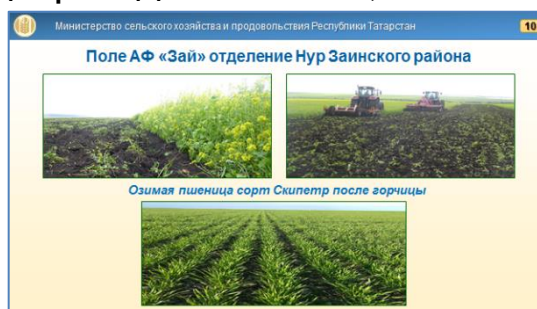 Министерство сельского хозяйства и продовольствия Республики Татарстан
10
Поле АФ «Зай» отделение Нур Заинского района
Озимая пшеница сорт Скипетр после горчицы